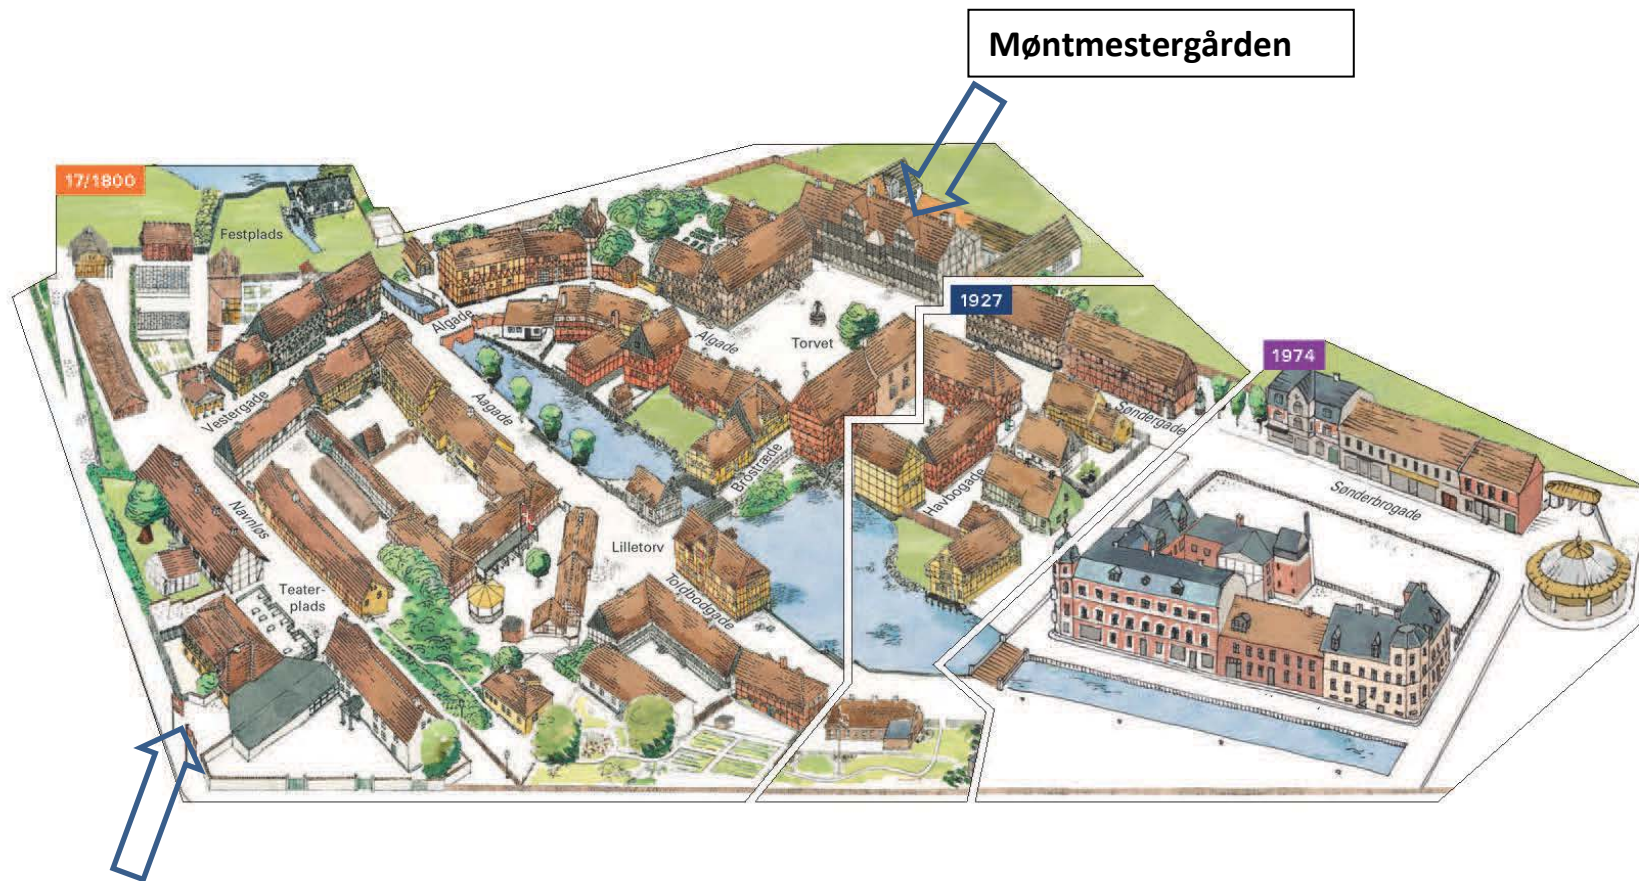 Møntmestergården
17/1800
Festplads
1927
Algade
Algade
Torvet
1974
Vestergade
Aagade
Søndergade
Brostræde
Havbogade
Sønderbrogade
Navnløs
Lilletorv
Teater-
plads
Toldbodgade